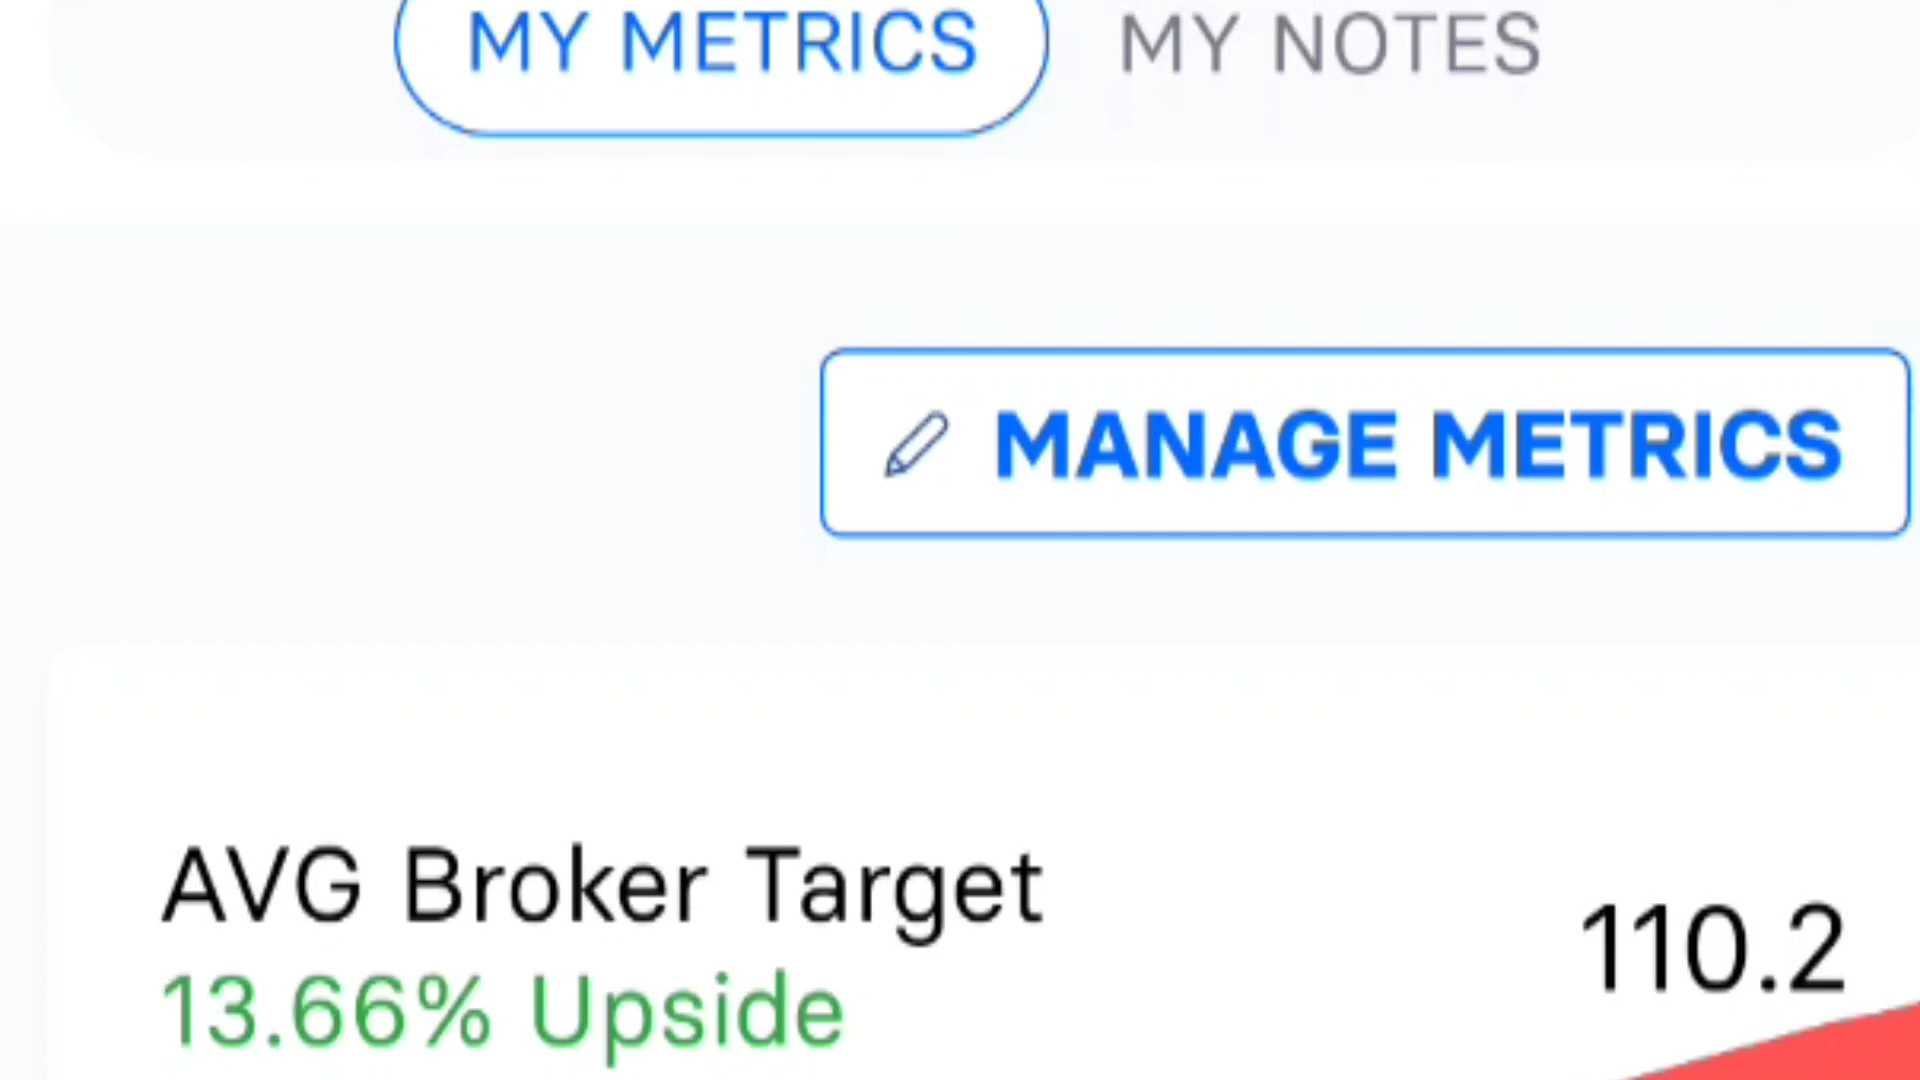 MY METRICS MY NOTES
MANAGE METRICS
AVG Broker Target
110.2
13.66% Upside